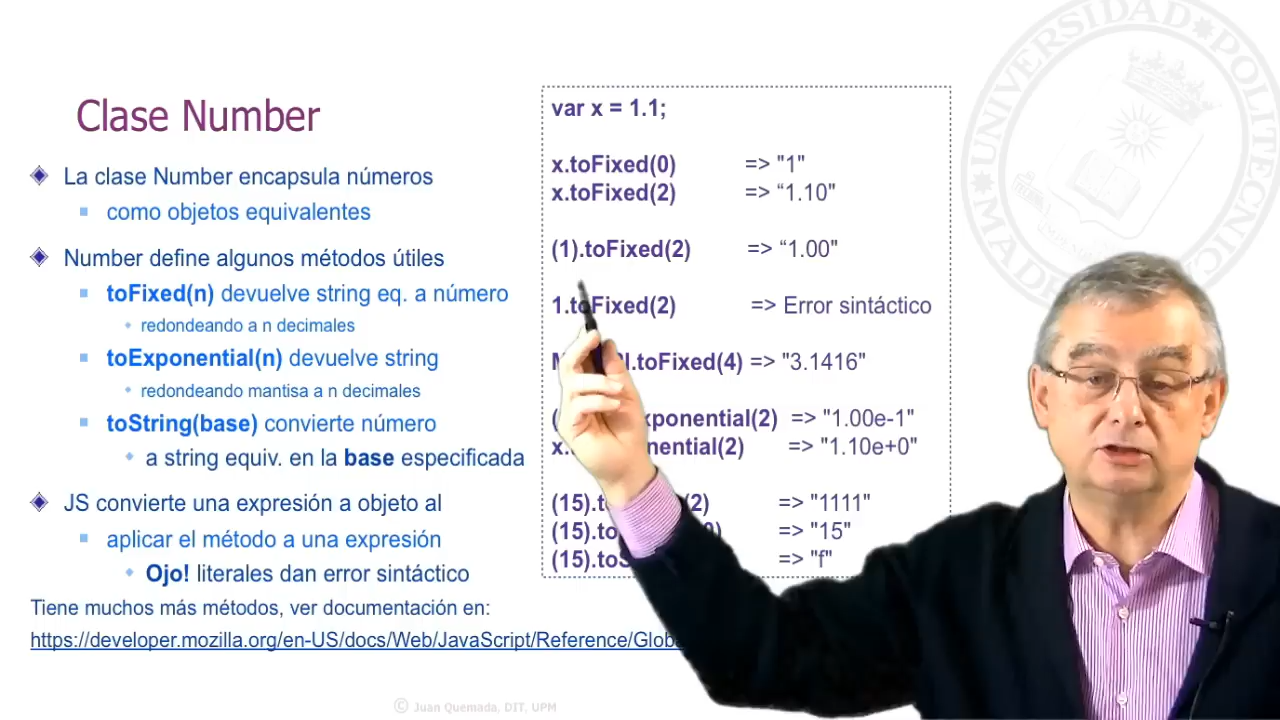 UNIVERSIDAD POLITÉCNIC
MADR
Clase Number
La clase Number encapsula números
como objetos equivalentes
Number define algunos métodos útiles
toFixed(n) devuelve string eq. a número
redondeando a n decimales
toExponential(n) devuelve string
redondeando mantisa a n decimales
toString(base) convierte número
a string equiv. en la base especificada
JS convierte una expresión a objeto al
aplicar el método a una expresión
Ojo! literales dan error sintáctico
Tiene muchos más métodos, ver documentación en:
https://developer.mozilla.org/en-US/docs/Web/JavaScript/Reference/Glob
var x = 1.1;
x.toFixed(0) => "1"
x.toFixed(2) => “1.10"
(1).toFixed(2) => “1.00"
1.toFixed(2) => Error sintáctico
M I.toFixed(4) => "3.1416"
( xponential(2) => "1.00e-1"
x. nential(2) => "1.10e+0"
(15).to (2) => "1111"
(15).to 0) => "15"
(15).toS => "f"
© Juan Quemada, DIT, UPM